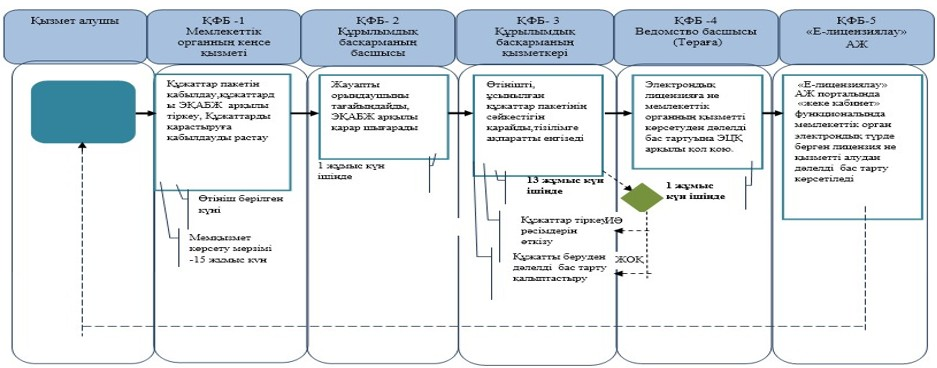 Қызмет алушы
ҚФБ -1
Мемлекеттік
органның кеңсе
қызметі
ҚФБ- 2
Құрылымдық
басқарманың
басшысы
ҚФБ- 3
Құрылымдық
басқарманың
қызметкері
ҚФБ -4
Ведомство басшысы
(Төраға)
ҚФБ-5
«Е-лицензиялау»
АЖ
Құжаттар пакетін
қабылдау,құжаттард
ы ЭҚАБЖ арқылы
тіркеу, Құжаттарды
қарастыруға
қабылдауды растау
Жауапты
орындаушыны
тағайындайды,
ЭҚАБЖ арқылы
қарар шығарады
Өтінішті,
ұсынылған
құжаттар пакетінің
сәйкестігін
қарайды,тізілімге
ақпаратты енгізеді
Электрондық
лицензияға не
мемлекеттік
органның қызметті
көрсетуден дәлелді
бас тартуына ЭЦҚ
арқылы қол қою.
«Е-лицензиялау»
АЖ порталында
«жеке кабинет»
функционалында
мемлекеттік орган
электрондық түрде
берген лицензия не
қызметті алудан
дәлелді бас тарту
көрсетіледі
1 жұмыс күн
ішінде
13 жұмыс күн
ішінде
1 жұмыс
күн ішінде
Өтініш берілген
күні
Мемқызмет
көрсету мерзімі
-15 жұмыс күн
Құжаттар тіркеу
рәсімдерін
өткізу
ИӘ
Құжатты беруден
дәлелді бас тарту
қалыптастыру
ЖОҚ